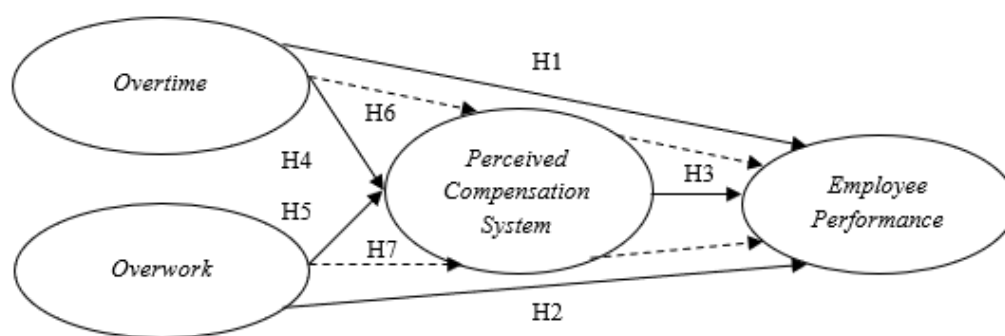 H1
Overtime
H6
H4
Perceived
Compensation
System
H3
Employee
Performance
H5
H7
Overwork
H2